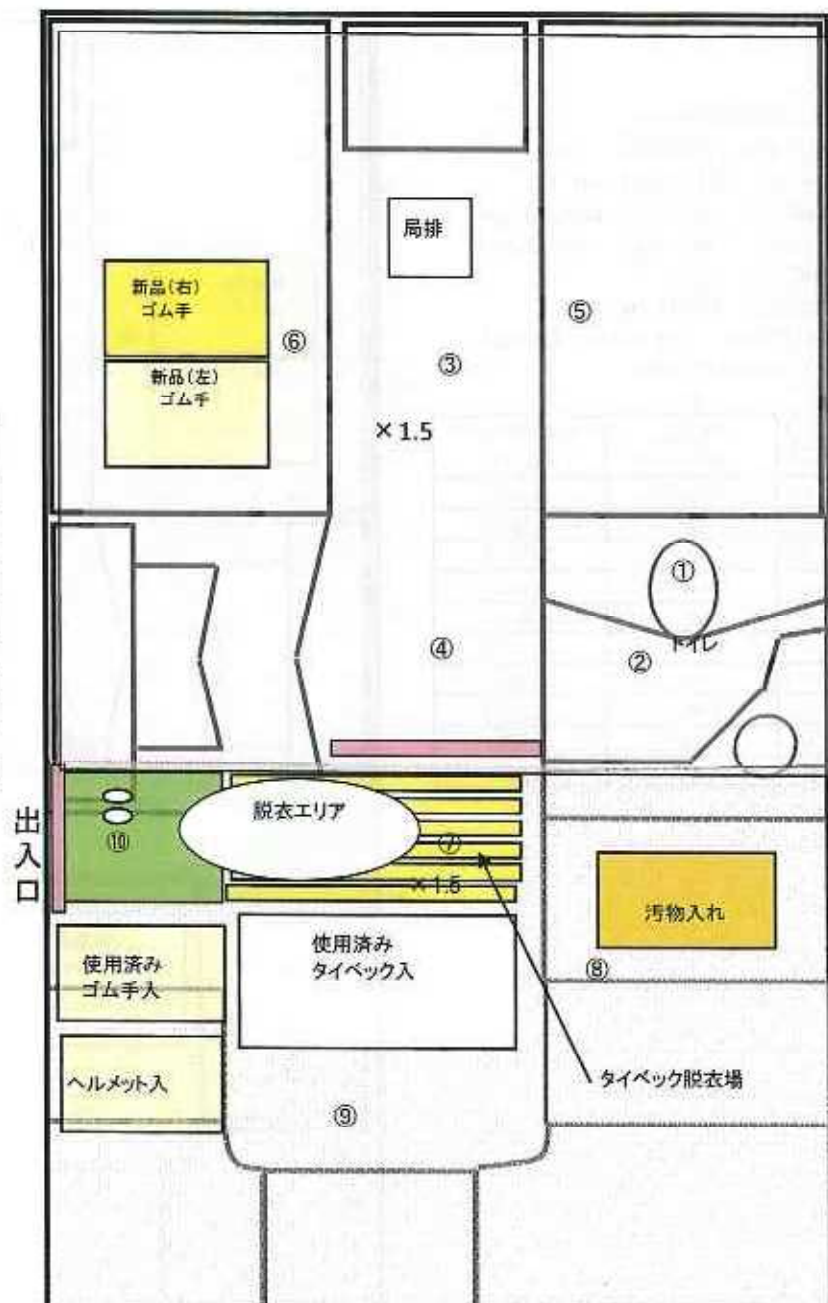 局排
新品(右)
ゴム手
⑥
⑤
③
新品(左)
ゴム手
×1.5
①
④
②
トイレ
出入口
脱衣エリア
⑩
⑦
×1.5
汚物入れ
使用済み
ゴム手入
使用済み
タイベック入
⑧
ヘルメット入
タイベック脱衣場
⑨